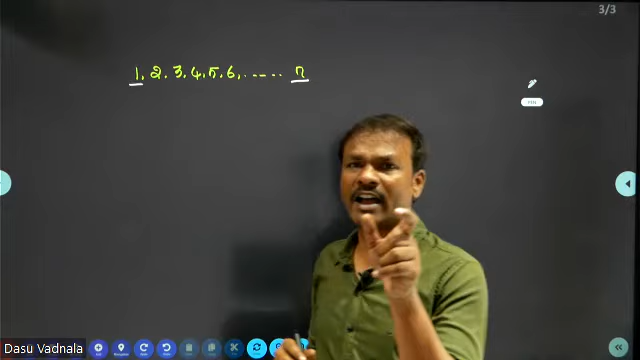 3/3
1, 2, 3, 4, 5, 6, ...... n
Dasu Vadnala